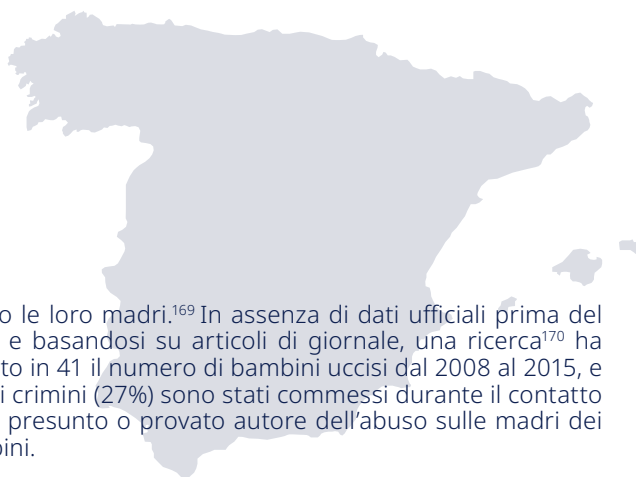 o le loro madri.¹⁶⁹ In assenza di dati ufficiali prima del
e basandosi su articoli di giornale, una ricerca¹⁷⁰ ha
to in 41 il numero di bambini uccisi dal 2008 al 2015, e
i crimini (27%) sono stati commessi durante il contatto
presunto o provato autore dell’abuso sulle madri dei
ini.